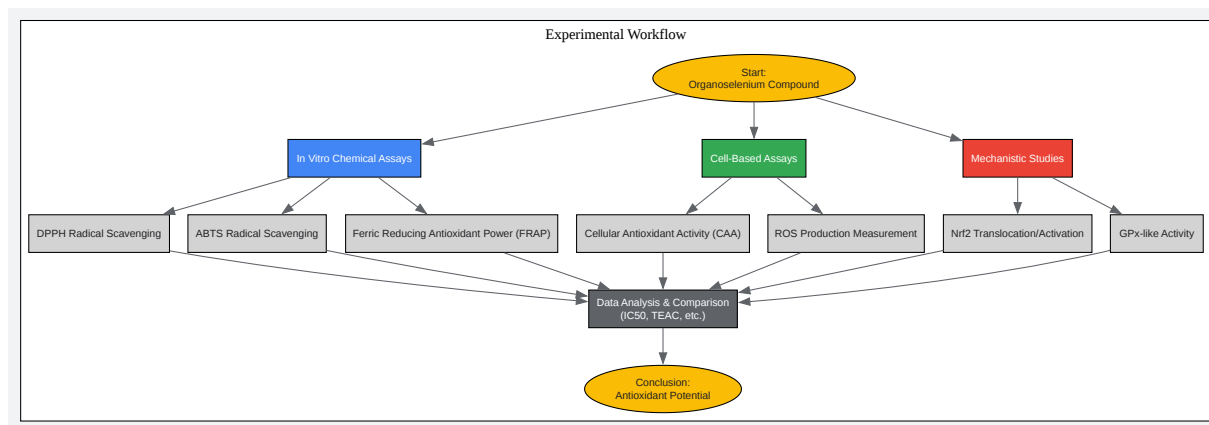 Experimental Workflow
Start:
Organoselenium Compound
In Vitro Chemical Assays
Cell-Based Assays
Mechanistic Studies
DPPH Radical Scavenging
ABTS Radical Scavenging
Ferric Reducing Antioxidant Power (FRAP)
Cellular Antioxidant Activity (CAA)
ROS Production Measurement
Nrf2 Translocation/Activation
GPx-like Activity
Data Analysis & Comparison
(IC50, TEAC, etc.)
Conclusion:
Antioxidant Potential